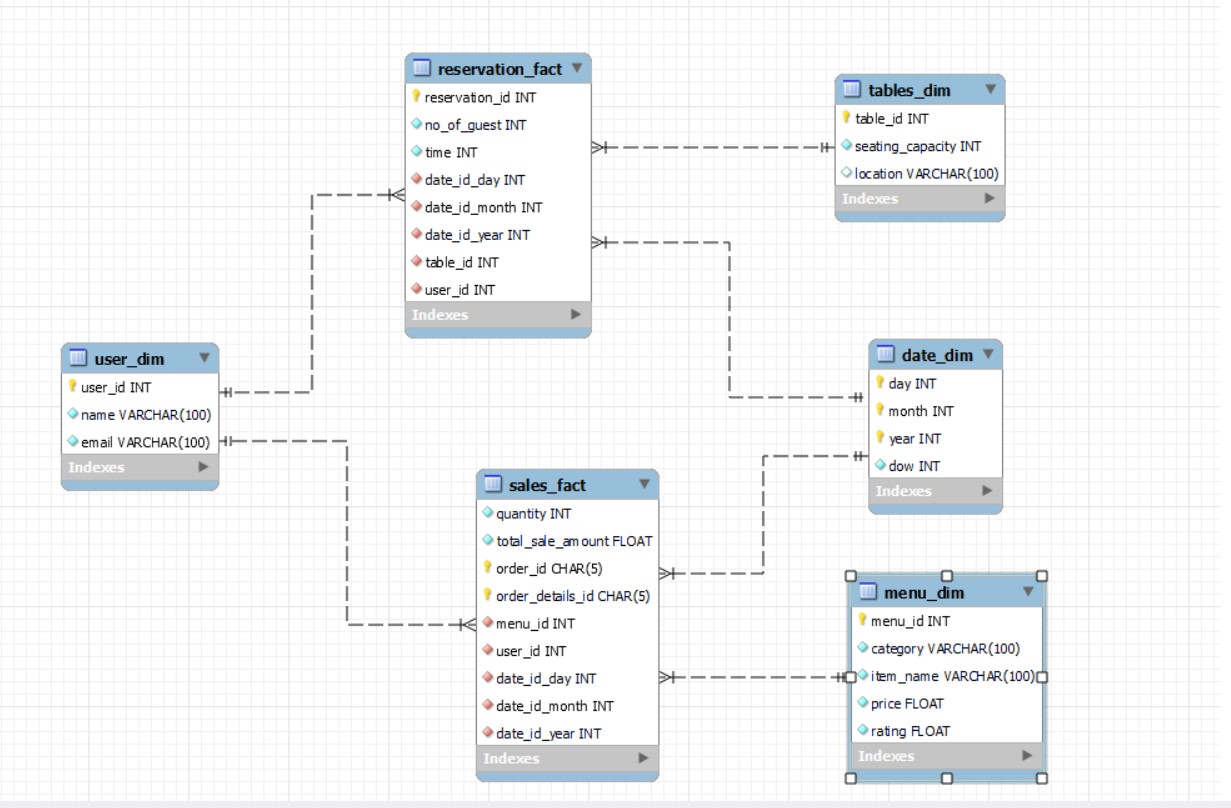 reservation_fact
reservation_id INT
no_of_guest INT
time INT
date_id_day INT
date_id_month INT
date_id_year INT
table_id INT
user_id INT
Indexes
tables_dim
table_id INT
seating_capacity INT
location VARCHAR(100)
Indexes
user_dim
user_id INT
name VARCHAR(100)
email VARCHAR(100)
Indexes
date_dim
day INT
month INT
year INT
dow INT
Indexes
sales_fact
quantity INT
total_sale_amount FLOAT
order_id CHAR(5)
order_details_id CHAR(5)
menu_id INT
user_id INT
date_id_day INT
date_id_month INT
date_id_year INT
Indexes
menu_dim
menu_id INT
category VARCHAR(100)
item_name VARCHAR(100)
price FLOAT
rating FLOAT
Indexes